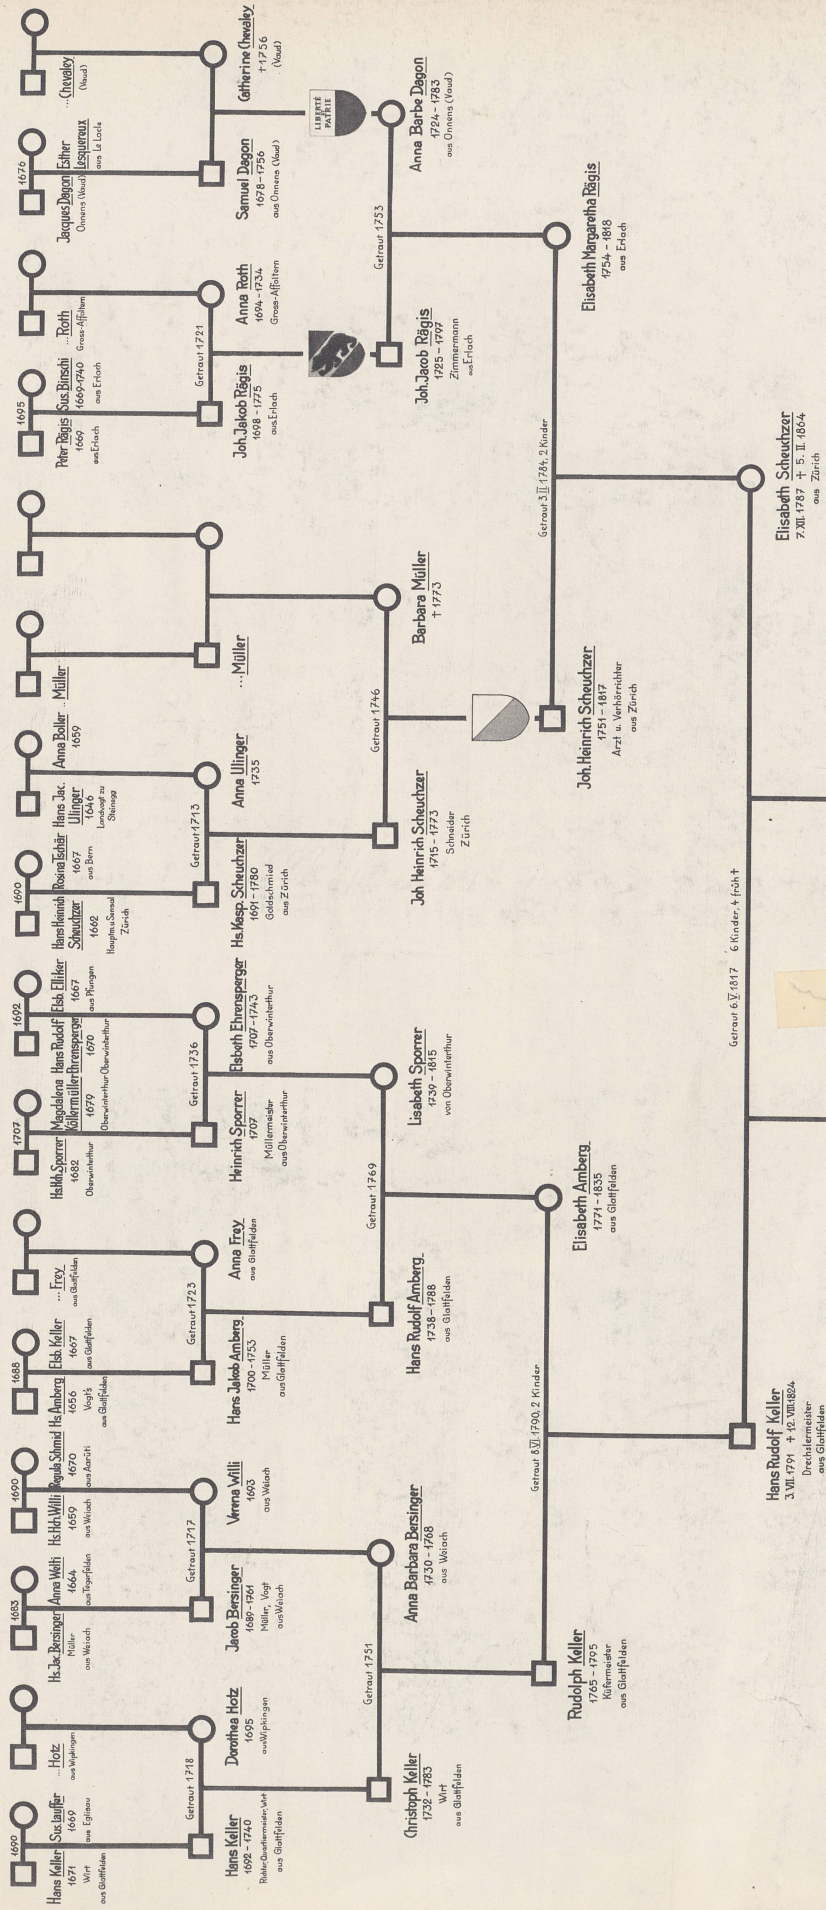 1690
Hans Keller
1671
Wirt
aus Glattfelden
Sus. Lauffer
1669
aus Eglisau
... Hotz
aus Wipkingen
1683
Hs. Jac. Bersinger
Müller
aus Weiach
Anna Welti
1664
aus Tegerfelden
1690
Hs. Hch. Willi
1659
aus Weiach
Regula Schmid
1670
aus Aarüti
1688
Hs. Amberg
1656
Vogt's
aus Glattfelden
Elsb. Keller
1667
aus Glattfelden
... Frey
aus Glattfelden
1707
Hs. Hch. Sporrer
1682
Oberwinterthur
Magdalena
Köllermüller
1679
Oberwinterthur
1692
Hans Rudolf
Ehrensperger
1670
Oberwinterthur
Elsb. Elliker
1667
aus Pfungen
1690
Hans Heinrich
Scheuchzer
1662
Hauptm. u. Sensal
Zürich
Rosina Tschär
1667
aus Bern
Hans Jac.
Ulinger
1646
Landvogt zu
Steinegg
Anna Boller
1659
.. Müller
1695
Peter Rägis
1669
aus Erlach
Sus. Binschi
1669-1740
aus Erlach
... Roth
Gross-Affoltern
1676
Jacques Dagon
Onnens (Vaud)
Esther
Lesquereux
aus Le Locle
... Chevaley
(Vaud)
Getraut 1718
Hans Keller
1692 - 1740
Richter, Quartiermeister, Wirt
aus Glattfelden
Dorothea Hotz
1695
aus Wipkingen
Getraut 1717
Jacob Bersinger
1689-1761
Müller, Vogt
aus Weiach
Verena Willi
1693
aus Weiach
Getraut 1723
Hans Jakob Amberg
1700 - 1753
Müller
aus Glattfelden
Anna Frey
aus Glattfelden
Getraut 1736
Heinrich Sporrer
1707
Müllermeister
aus Oberwinterthur
Elsbeth Ehrensperger
1707-1743
aus Oberwinterthur
Getraut 1713
Hs. Kasp. Scheuchzer
1691 - 1780
Goldschmied
aus Zürich
Anna Ulinger
1735
... Müller
Getraut 1721
Joh. Jakob Rägis
1698 - 1775
aus Erlach
Anna Roth
1694-1734
Gross-Affoltern
Samuel Dagon
1678-1756
aus Onnens (Vaud)
Catherine Chevaley
†1756
(Vaud)
LIBERTÉ
PATRIE
Getraut 1751
Christoph Keller
1732 - 1783
Wirt
aus Glattfelden
Anna Barbara Bersinger
1730 - 1768
aus Weiach
Getraut 1769
Hans Rudolf Amberg
1738 - 1788
aus Glattfelden
Lisabeth Sporrer
1739 - 1815
von Oberwinterthur
Getraut 1746
Joh Heinrich Scheuchzer
1715 - 1773
Schneider
Zürich
Barbara Müller
†1773
Getraut 1753
Joh. Jacob Rägis
1725 - 1797
Zimmermann
aus Erlach
Anna Barbe Dagon
1724 - 1783
aus Onnens (Vaud)
Getraut 8. VI. 1790, 2 Kinder
Rudolph Keller
1765 - 1795
Küfermeister
aus Glattfelden
Elisabeth Amberg
1771 - 1835
aus Glattfelden
Getraut 3. II. 1784, 2 Kinder
Joh. Heinrich Scheuchzer
1751 - 1817
Arzt u. Verhörrichter
aus Zürich
Elisabeth Margaretha Rägis
1754 - 1818
aus Erlach
Getraut 6. V. 1817 6 Kinder, 4 früh †
Hans Rudolf Keller
3. VII. 1791 † 12. VIII. 1824
Drechslermeister
aus Glattfelden
Elisabeth Scheuchzer
7. XII. 1787 † 5. II. 1864
aus Zürich